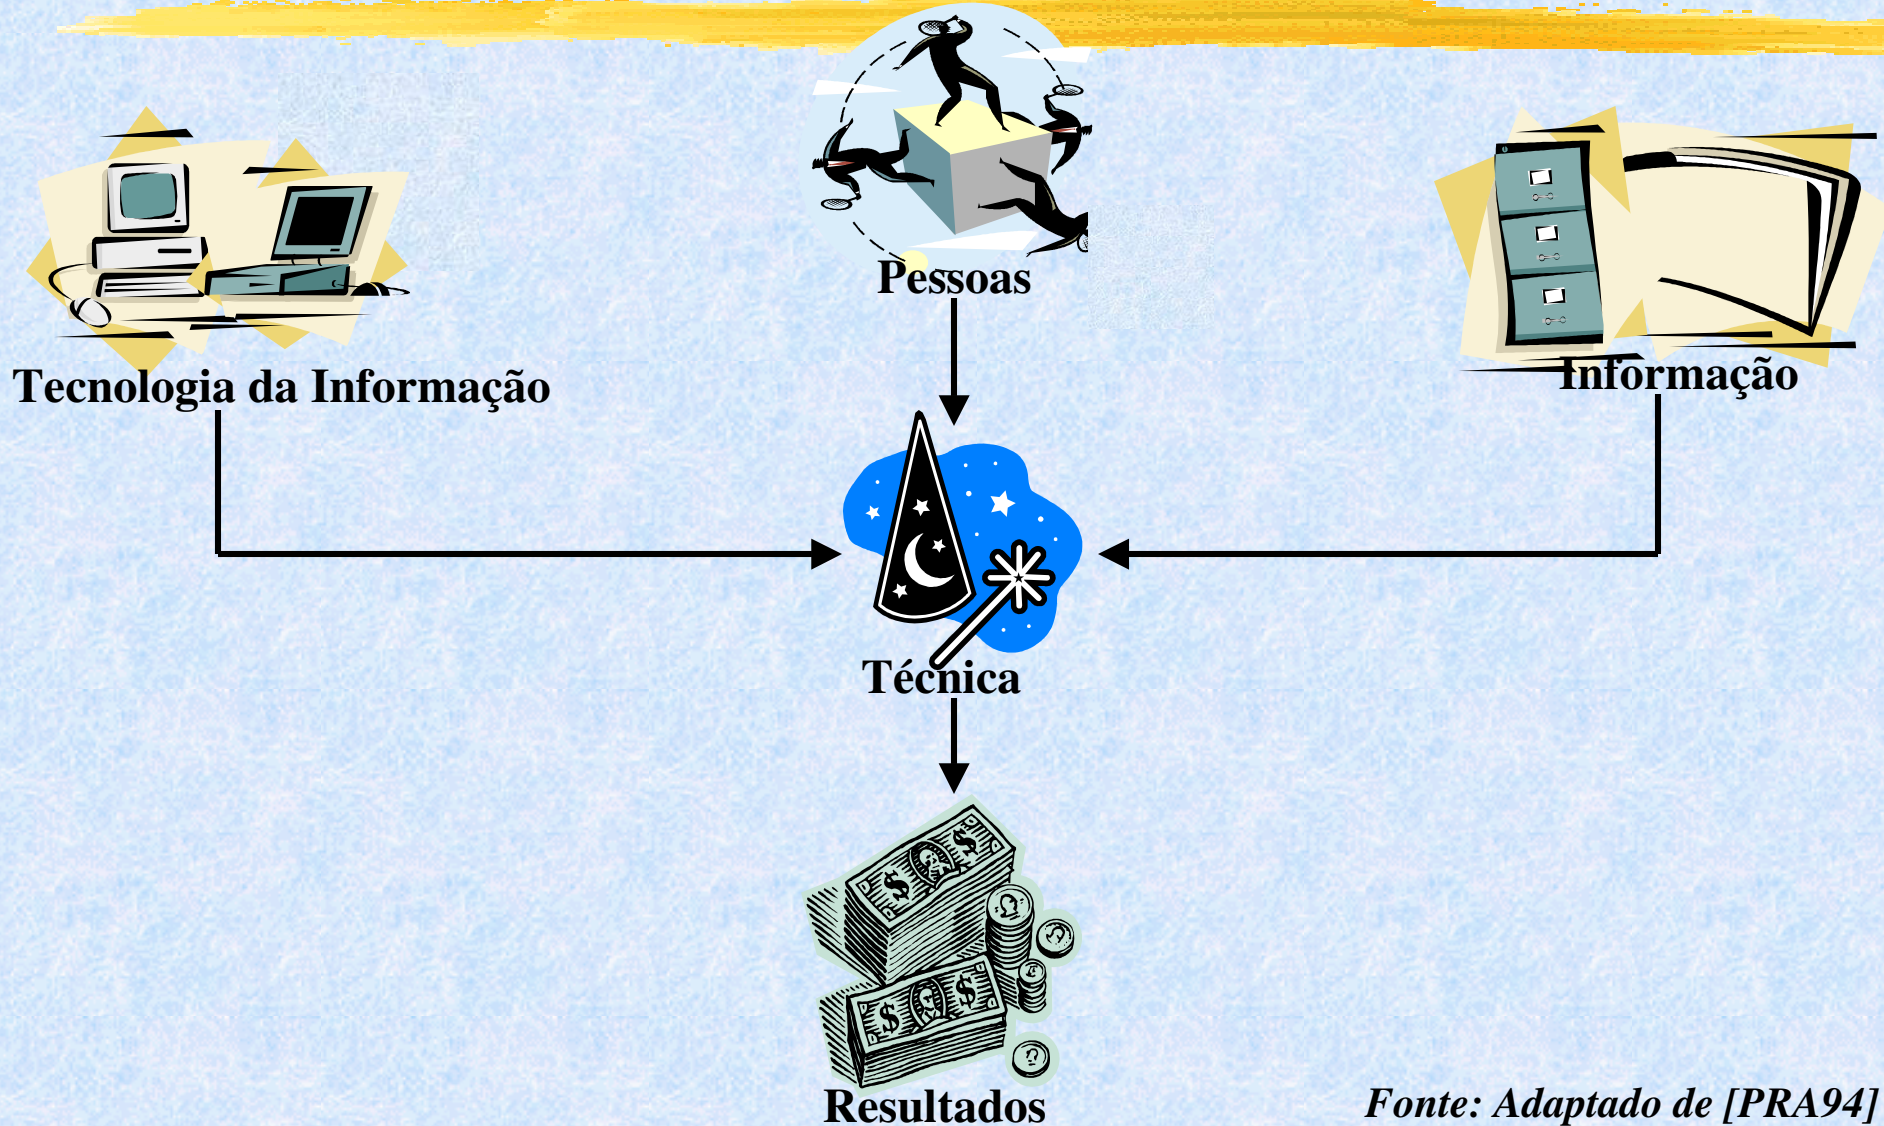 Pessoas
Tecnologia da Informação
Informação
Técnica
Resultados
Fonte: Adaptado de [PRA94]